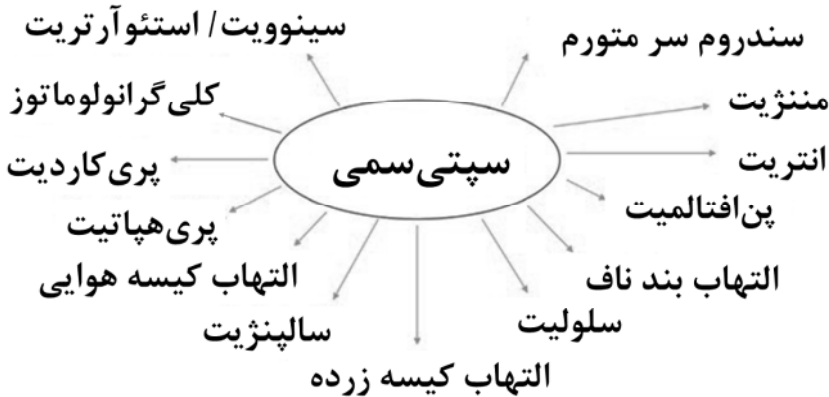 سینوویت/ استئوآرتریت
سندروم سر متورم
کلی‌گرانولوماتوز
مننژیت
سپتی‌سمی
پری‌کاردیت
انتریت
پری‌هپاتیت
پن‌افتالمیت
التهاب کیسه هوایی
التهاب بند ناف
سالپنژیت
سلولیت
التهاب کیسه زرده